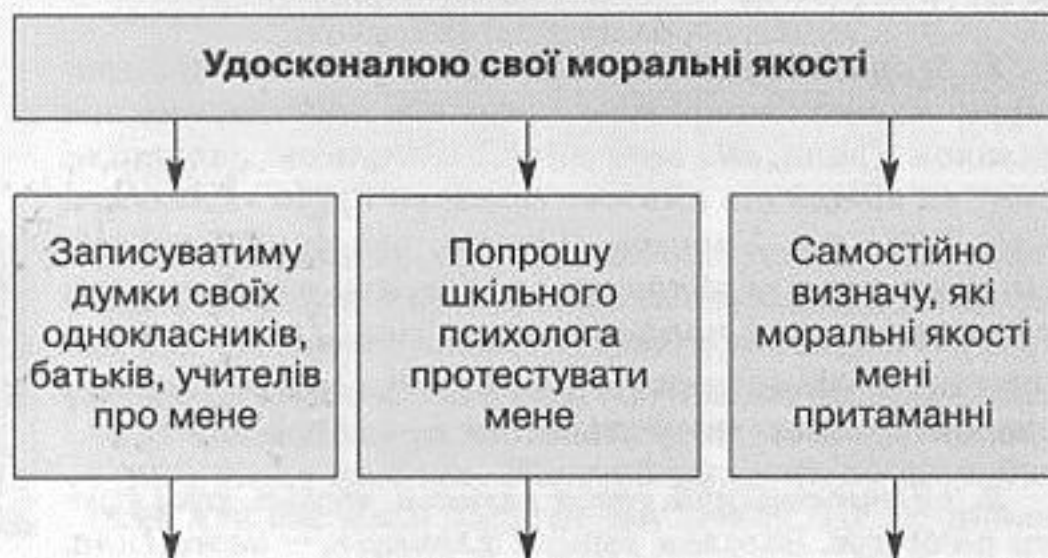 Удосконалюю свої моральні якості
Записуватиму
думки своїх
однокласників,
батьків, учителів
про мене
Попрошу
шкільного
психолога
протестувати
мене
Самостійно
визначу, які
моральні якості
мені
притаманні